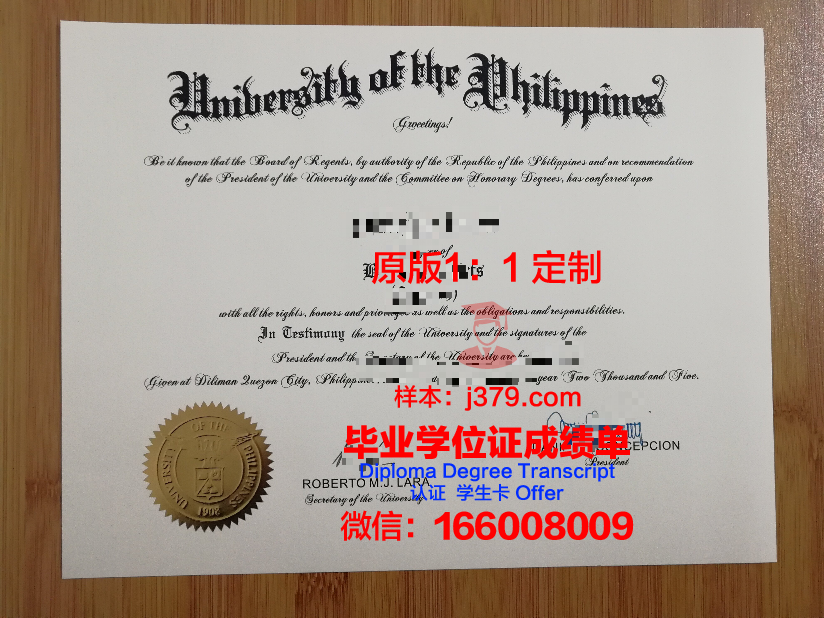 University of the Philippines
Greetings!
Be it known that the Board of Regents, by authority of the Republic of the Philippines and on recommendation
of the President of the University and the Committee on Honorary Degrees, has conferred upon
of
原版1：1 定制
with all the rights, honors and privileges as well as the obligations and responsibilities.
In Testimony the seal of the University and the signatures of the
President and the Secretary of the University are
Given at Diliman Quezon City, Philippines year Two Thousand and Five.
样本：j379.com
毕业学位证成绩单
CEPCION
President
Diploma Degree Transcript
ROBERTO M.J. LARA,
Secretary of the University
认证 学生卡 Offer
微信：166008009
UNIVERSITY OF THE PHILIPPINES
1908